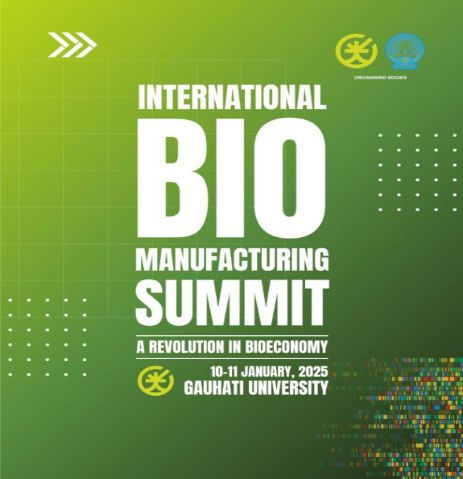 ORGANISING BODIES
INTERNATIONAL
BIO
MANUFACTURING
SUMMIT
A REVOLUTION IN BIOECONOMY
10-11 JANUARY, 2025
GAUHATI UNIVERSITY